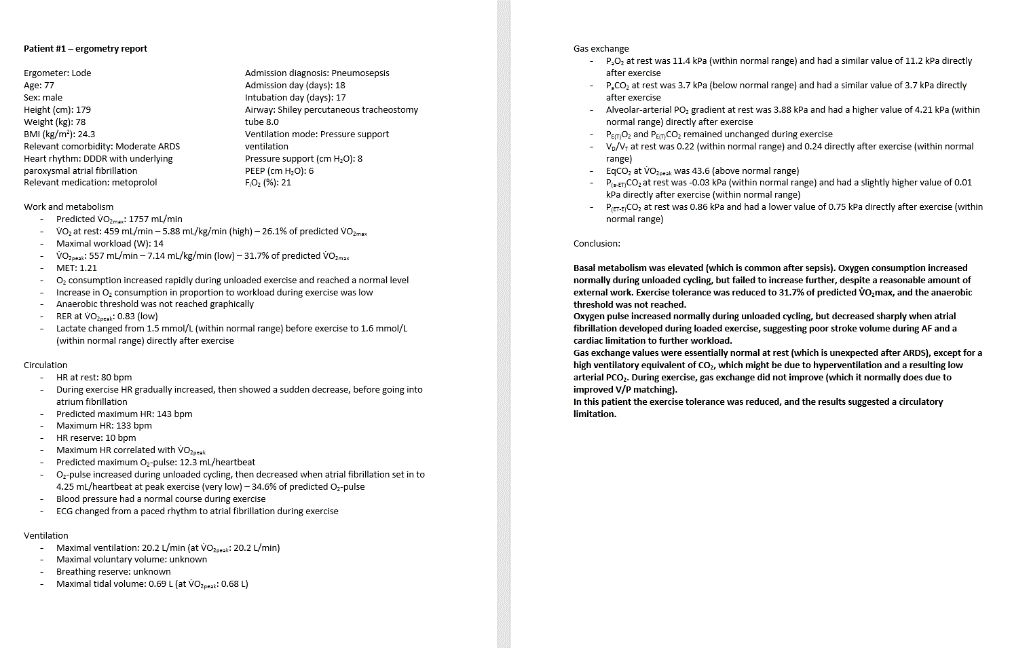 Patient #1 – ergometry report
Ergometer: Lode
Age: 77
Sex: male
Height (cm): 179
Weight (kg): 78
BMI (kg/m²): 24.3
Relevant comorbidity: Moderate ARDS
Heart rhythm: DDDR with underlying
paroxysmal atrial fibrillation
Relevant medication: metoprolol
Admission diagnosis: Pneumosepsis
Admission day (days): 18
Intubation day (days): 17
Airway: Shiley percutaneous tracheostomy
tube 8.0
Ventilation mode: Pressure support
ventilation
Pressure support (cm H₂O): 8
PEEP (cm H₂O): 6
FᵢO₂ (%): 21
Work and metabolism
- Predicted V̇O₂max: 1757 mL/min
- V̇O₂ at rest: 459 mL/min – 5.88 mL/kg/min (high) – 26.1% of predicted V̇O₂max
- Maximal workload (W): 14
- V̇O₂peak: 557 mL/min – 7.14 mL/kg/min (low) – 31.7% of predicted V̇O₂max
- MET: 1.21
- O₂ consumption increased rapidly during unloaded exercise and reached a normal level
- Increase in O₂ consumption in proportion to workload during exercise was low
- Anaerobic threshold was not reached graphically
- RER at V̇O₂peak: 0.83 (low)
- Lactate changed from 1.5 mmol/L (within normal range) before exercise to 1.6 mmol/L
(within normal range) directly after exercise
Circulation
- HR at rest: 80 bpm
- During exercise HR gradually increased, then showed a sudden decrease, before going into
atrium fibrillation
- Predicted maximum HR: 143 bpm
- Maximum HR: 133 bpm
- HR reserve: 10 bpm
- Maximum HR correlated with V̇O₂peak
- Predicted maximum O₂-pulse: 12.3 mL/heartbeat
- O₂-pulse increased during unloaded cycling, then decreased when atrial fibrillation set in to
4.25 mL/heartbeat at peak exercise (very low) – 34.6% of predicted O₂-pulse
- Blood pressure had a normal course during exercise
- ECG changed from a paced rhythm to atrial fibrillation during exercise
Ventilation
- Maximal ventilation: 20.2 L/min (at V̇O₂peak: 20.2 L/min)
- Maximal voluntary volume: unknown
- Breathing reserve: unknown
- Maximal tidal volume: 0.69 L (at V̇O₂peak: 0.68 L)
Gas exchange
- PₐO₂ at rest was 11.4 kPa (within normal range) and had a similar value of 11.2 kPa directly
after exercise
- PₐCO₂ at rest was 3.7 kPa (below normal range) and had a similar value of 3.7 kPa directly
after exercise
- Alveolar-arterial PO₂ gradient at rest was 3.88 kPa and had a higher value of 4.21 kPa (within
normal range) directly after exercise
- PE(T)O₂ and PE(T)CO₂ remained unchanged during exercise
- VD/VT at rest was 0.22 (within normal range) and 0.24 directly after exercise (within normal
range)
- EqCO₂ at V̇O₂peak was 43.6 (above normal range)
- P(a-ET)CO₂ at rest was -0.03 kPa (within normal range) and had a slightly higher value of 0.01
kPa directly after exercise (within normal range)
- P(ET-E)CO₂ at rest was 0.86 kPa and had a lower value of 0.75 kPa directly after exercise (within
normal range)
Conclusion:
Basal metabolism was elevated (which is common after sepsis). Oxygen consumption increased
normally during unloaded cycling, but failed to increase further, despite a reasonable amount of
external work. Exercise tolerance was reduced to 31.7% of predicted V̇O₂max, and the anaerobic
threshold was not reached.
Oxygen pulse increased normally during unloaded cycling, but decreased sharply when atrial
fibrillation developed during loaded exercise, suggesting poor stroke volume during AF and a
cardiac limitation to further workload.
Gas exchange values were essentially normal at rest (which is unexpected after ARDS), except for a
high ventilatory equivalent of CO₂, which might be due to hyperventilation and a resulting low
arterial PCO₂. During exercise, gas exchange did not improve (which it normally does due to
improved V/P matching).
In this patient the exercise tolerance was reduced, and the results suggested a circulatory
limitation.